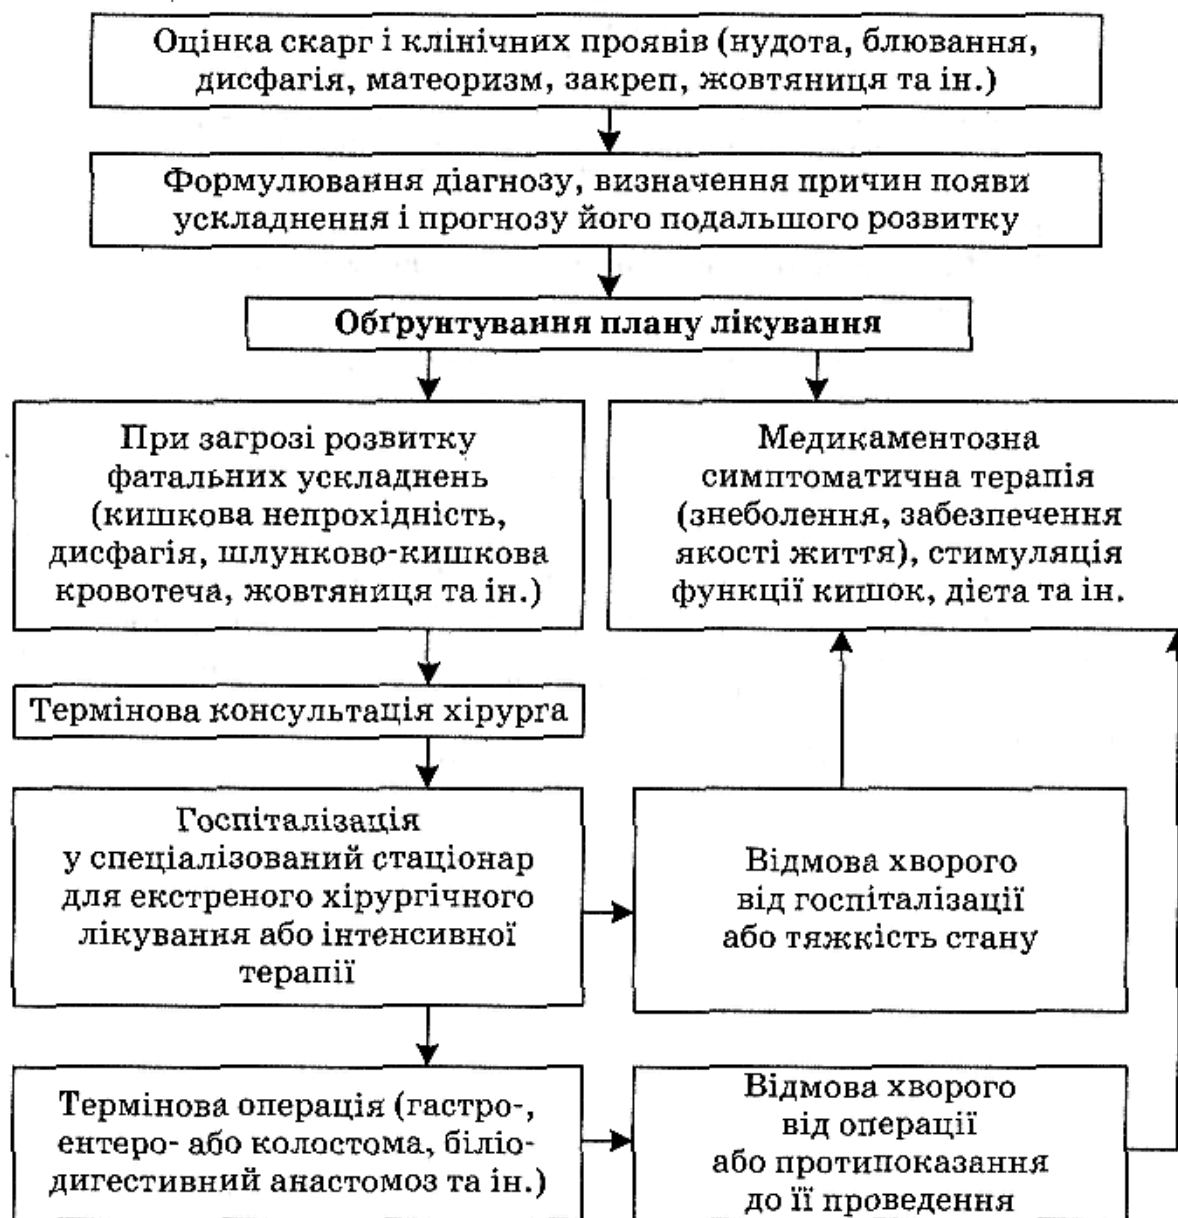 Оцінка скарг і клінічних проявів (нудота, блювання,
дисфагія, матеоризм, закреп, жовтяниця та ін.)
Формулювання діагнозу, визначення причин появи
ускладнення і прогнозу його подальшого розвитку
Обґрунтування плану лікування
При загрозі розвитку
фатальних ускладнень
(кишкова непрохідність,
дисфагія, шлунково-кишкова
кровотеча, жовтяниця та ін.)
Медикаментозна
симптоматична терапія
(знеболення, забезпечення
якості життя), стимуляція
функції кишок, дієта та ін.
Термінова консультація хірурга
Госпіталізація
у спеціалізований стаціонар
для екстреного хірургічного
лікування або інтенсивної
терапії
Відмова хворого
від госпіталізації
або тяжкість стану
Термінова операція (гастро-,
ентеро- або колостома, біліо-
дигестивний анастомоз та ін.)
Відмова хворого
від операції
або протипоказання
до її проведення